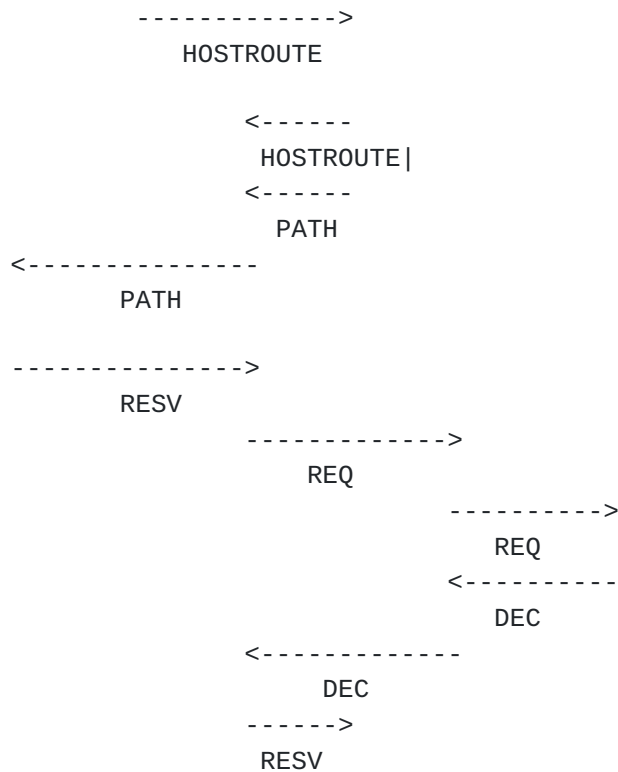 -------------->
HOSTROUTE
<------
HOSTROUTE|
<------
PATH
<---------------
PATH
--------------->
RESV
------------->
REQ
---------->
REQ
<----------
DEC
<-------------
DEC
------>
RESV